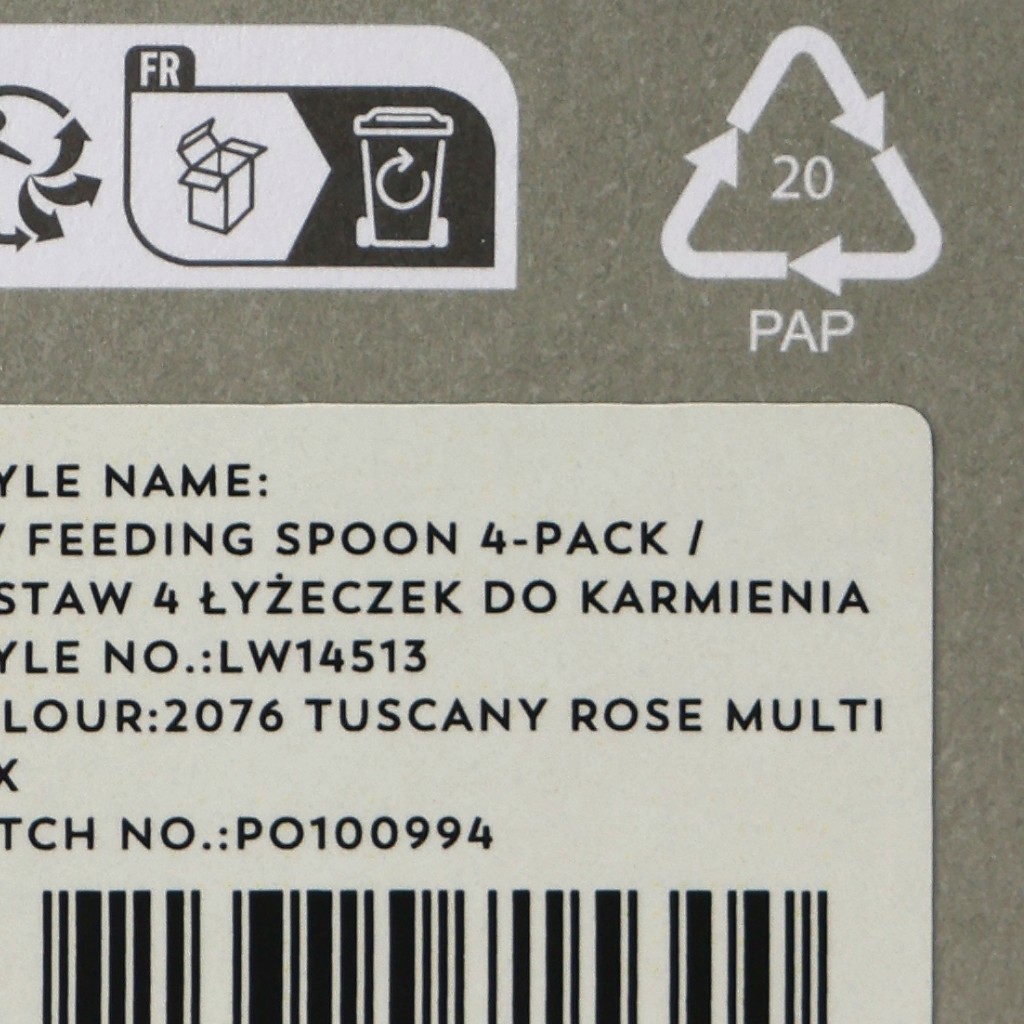 FR
20
PAP
YLE NAME:
FEEDING SPOON 4-PACK /
STAW 4 ŁYŻECZEK DO KARMIENIA
YLE NO.:LW14513
LOUR:2076 TUSCANY ROSE MULTI
X
TCH NO.:PO100994